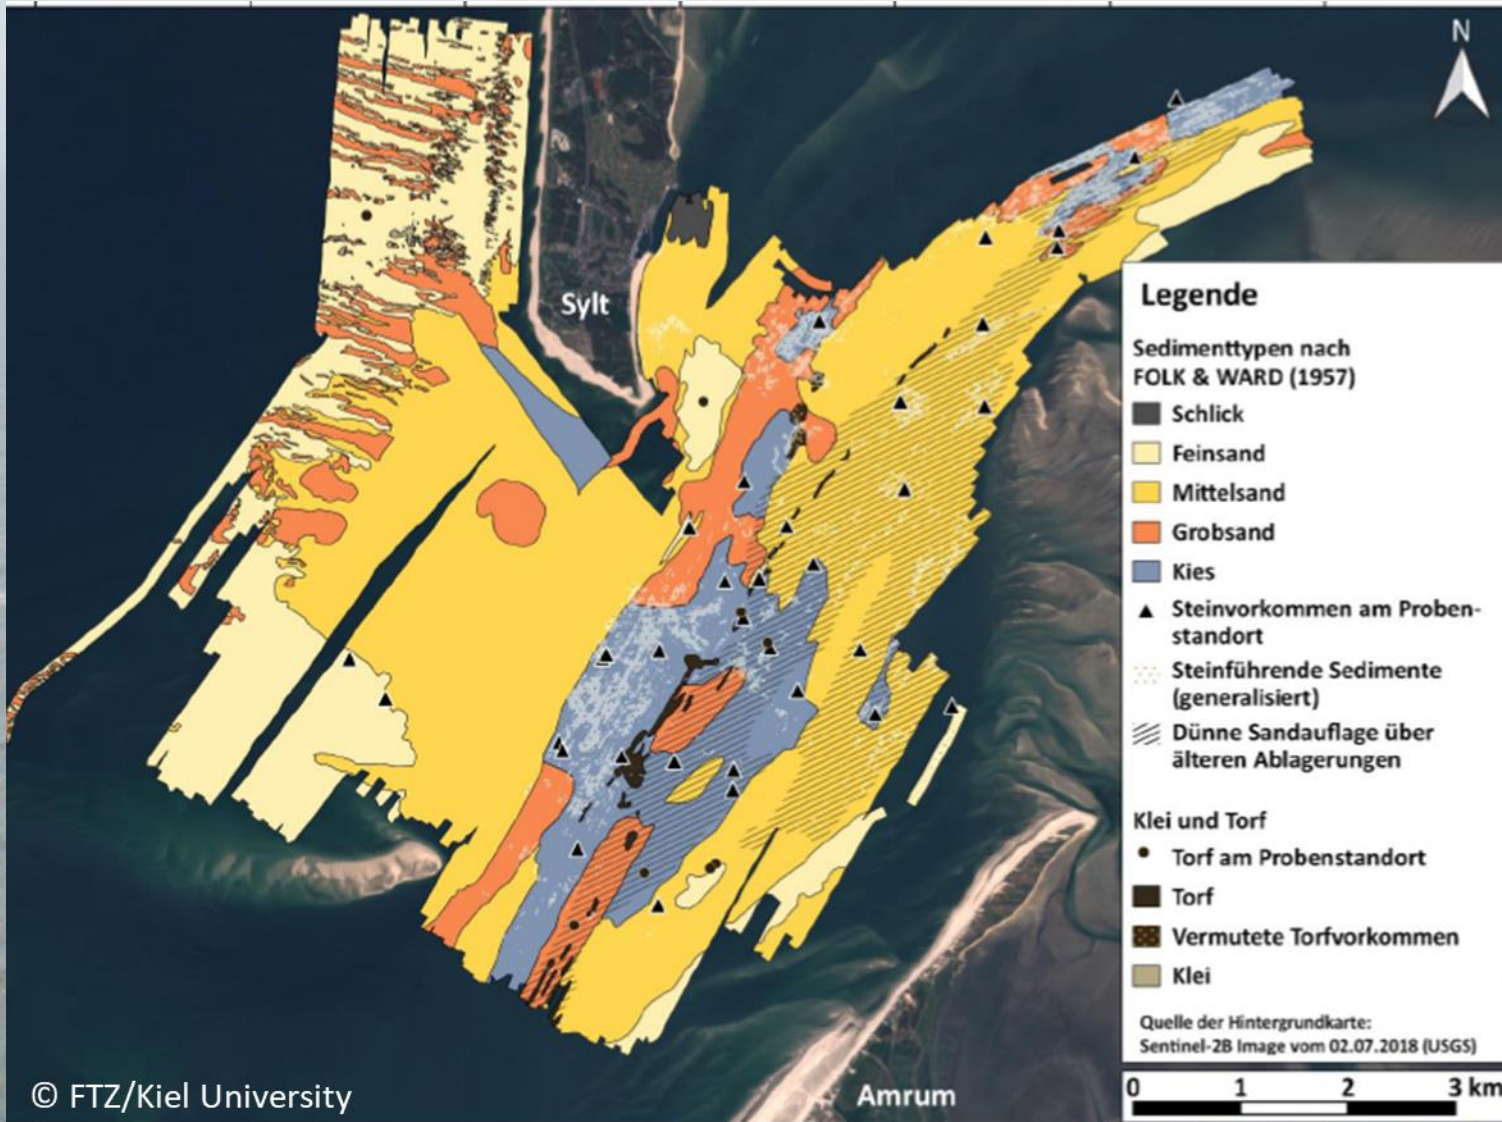 N
Sylt
Legende
Sedimenttypen nach
FOLK & WARD (1957)
Schlick
Feinsand
Mittelsand
Grobsand
Kies
Steinvorkommen am Proben-
standort
Steinführende Sedimente
(generalisiert)
Dünne Sandauflage über
älteren Ablagerungen
Klei und Torf
Torf am Probenstandort
Torf
Vermutete Torfvorkommen
Klei
Quelle der Hintergrundkarte:
Sentinel-2B Image vom 02.07.2018 (USGS)
0 1 2 3 km
Amrum
© FTZ/Kiel University